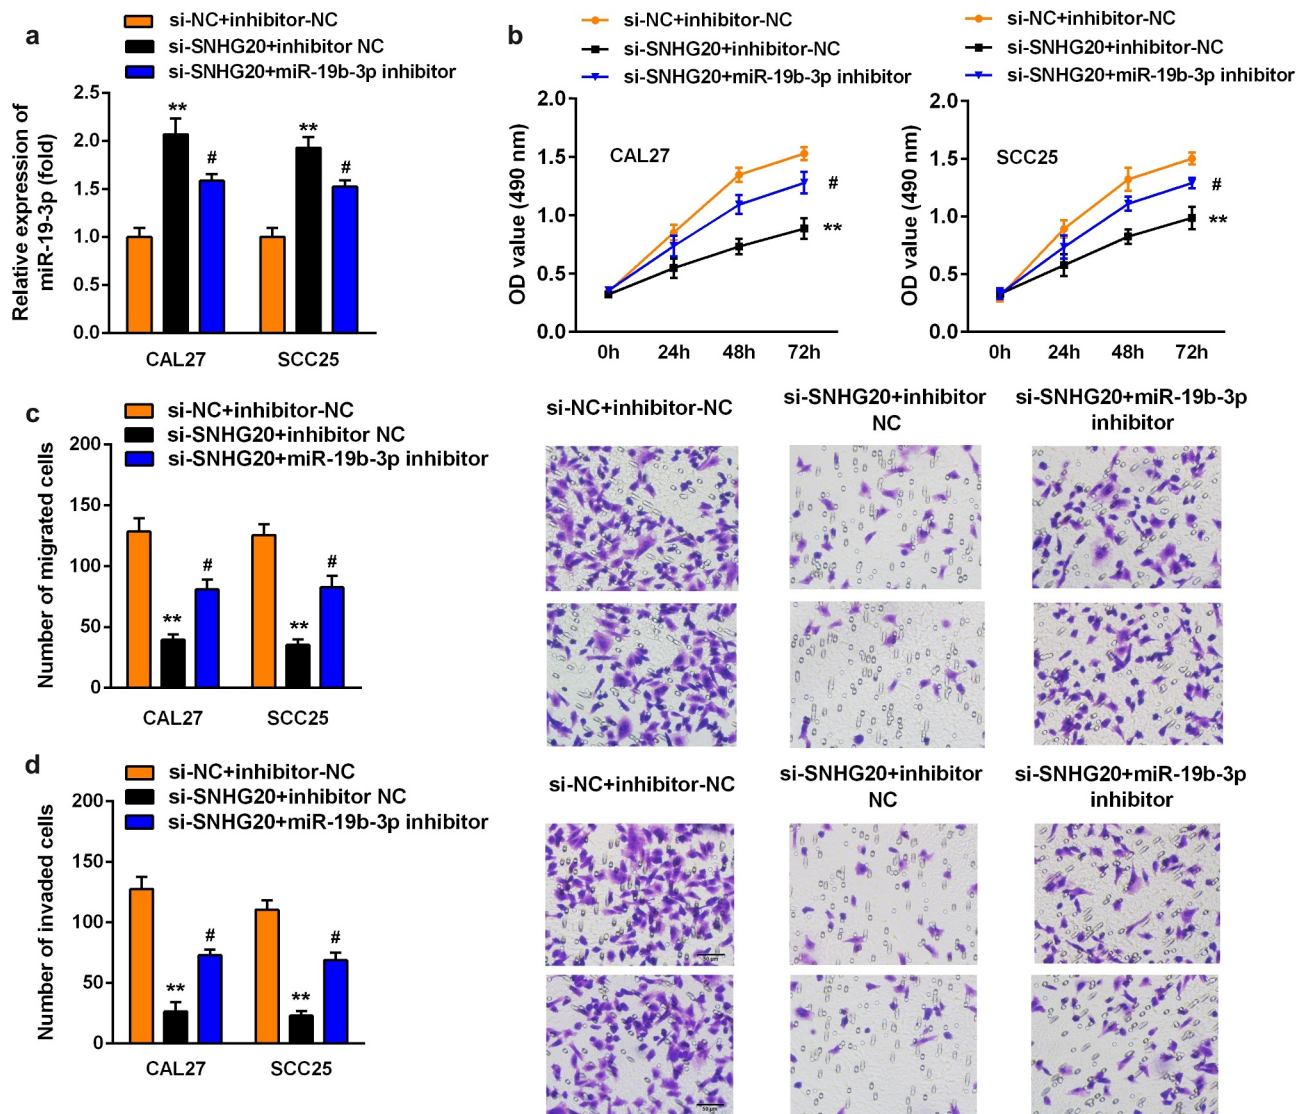 a
si-NC+inhibitor-NC
si-SNHG20+inhibitor NC
si-SNHG20+miR-19b-3p inhibitor
Relative expression of
miR-19-3p (fold)
2.5
2.0
1.5
1.0
0.5
0.0
**
#
**
#
CAL27
SCC25
b
si-NC+inhibitor-NC
si-SNHG20+inhibitor-NC
si-SNHG20+miR-19b-3p inhibitor
OD value (490 nm)
2.0
1.5
1.0
0.5
0.0
CAL27
#
**
0h
24h
48h
72h
si-NC+inhibitor-NC
si-SNHG20+inhibitor-NC
si-SNHG20+miR-19b-3p inhibitor
OD value (490 nm)
2.0
1.5
1.0
0.5
0.0
SCC25
#
**
0h
24h
48h
72h
c
si-NC+inhibitor-NC
si-SNHG20+inhibitor NC
si-SNHG20+miR-19b-3p inhibitor
Number of migrated cells
200
150
100
50
0
**
#
**
#
CAL27
SCC25
si-NC+inhibitor-NC
si-SNHG20+inhibitor
NC
si-SNHG20+miR-19b-3p
inhibitor
d
si-NC+inhibitor-NC
si-SNHG20+inhibitor NC
si-SNHG20+miR-19b-3p inhibitor
Number of invaded cells
200
150
100
50
0
**
#
**
#
CAL27
SCC25
si-NC+inhibitor-NC
si-SNHG20+inhibitor
NC
si-SNHG20+miR-19b-3p
inhibitor
50 μm
50 μm